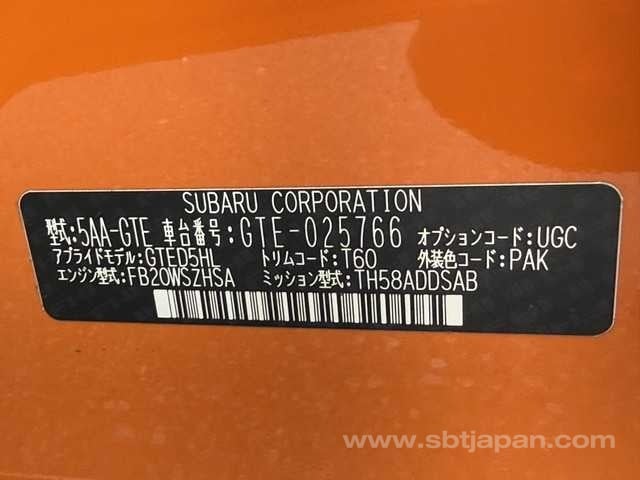 SUBARU CORPORATION
型式:5AA-GTE 車台番号:GTE-025766 オプションコード:UGC
アプライドモデル:GTED5HL トリムコード:T60 外装色コード:PAK
エンジン型式:FB20WSZHSA ミッション型式:TH58ADDSAB
www.sbtjapan.com